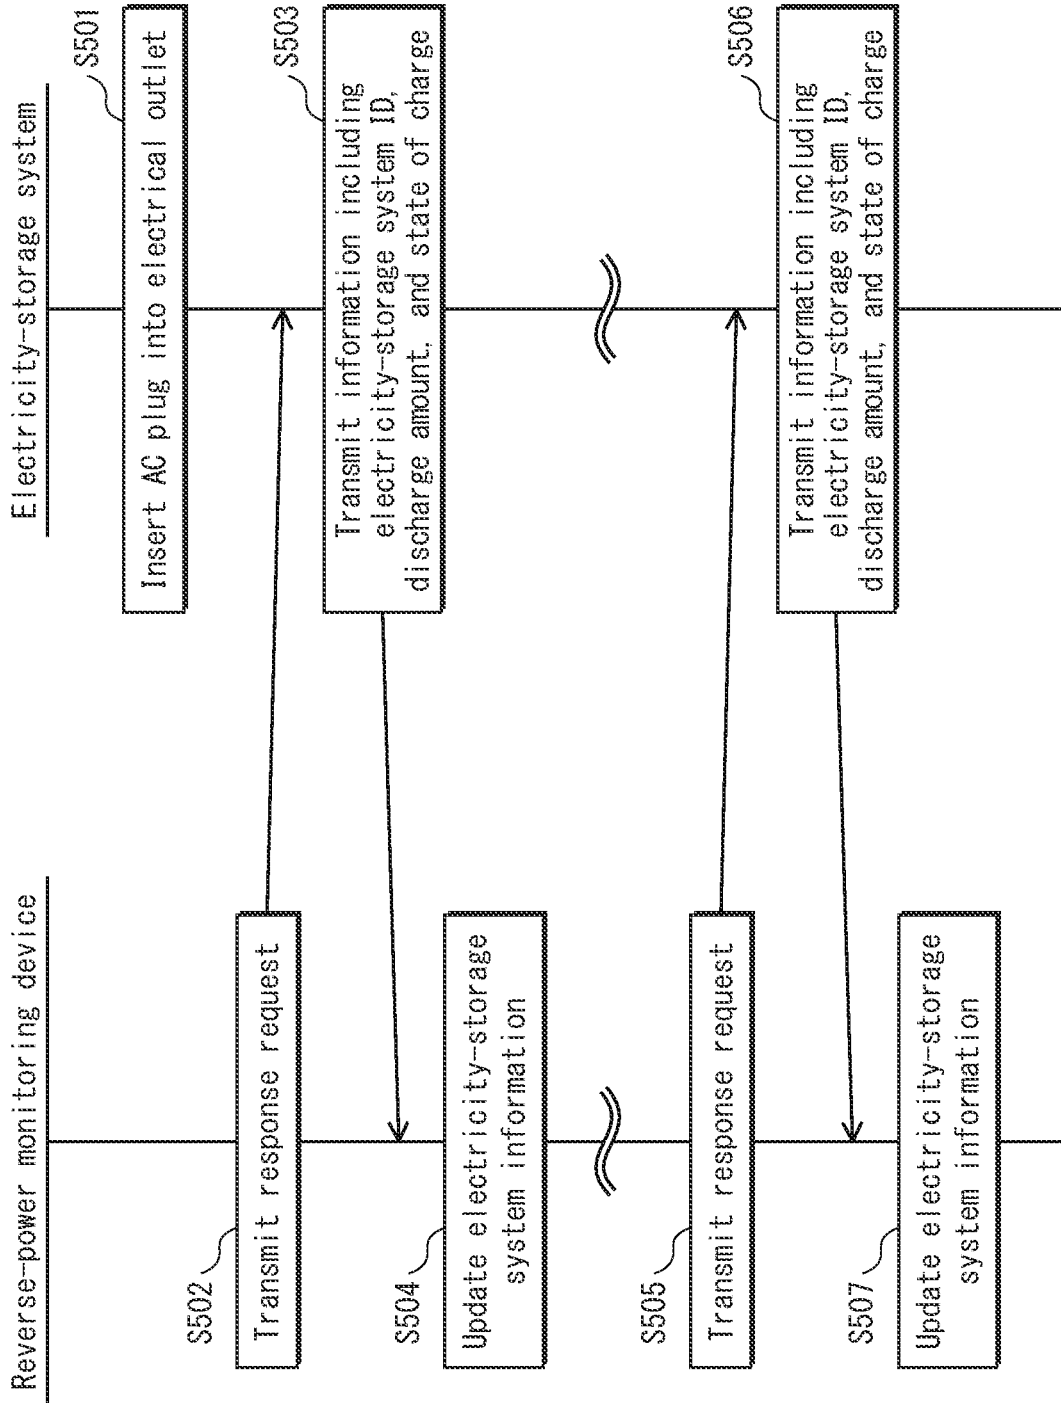 Reverse-power monitoring device
Electricity-storage system
S501
Insert AC plug into electrical outlet
S502
Transmit response request
S503
Transmit information including
electricity-storage system ID,
discharge amount, and state of charge
S504
Update electricity-storage
system information
S505
Transmit response request
S506
Transmit information including
electricity-storage system ID,
discharge amount, and state of charge
S507
Update electricity-storage
system information